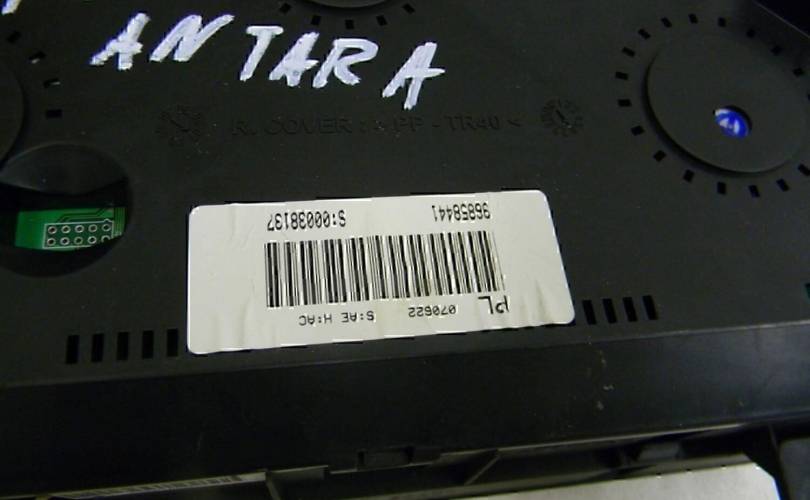 ANTARA
R. COVER : > PP - TR40 <
PL 070622 S:AE H:AC
96858441 S:00038137